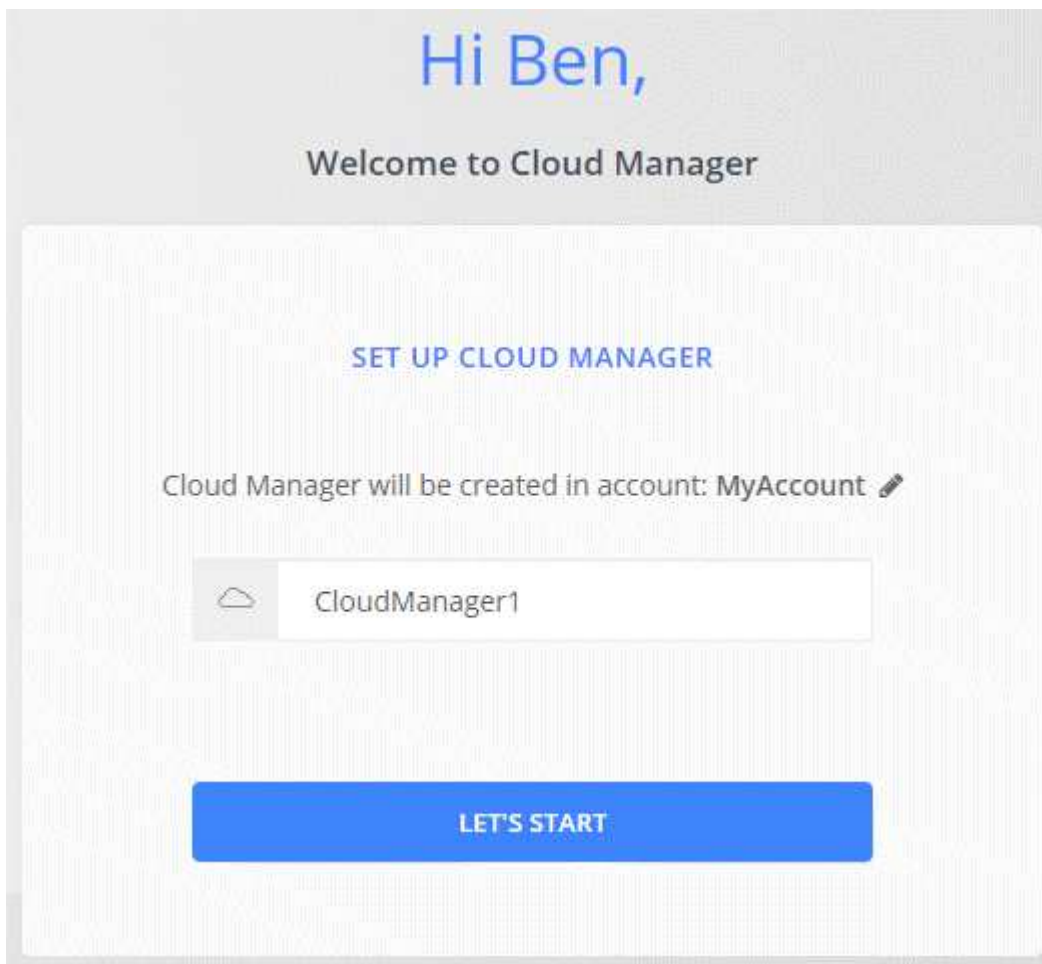 Hi Ben,
Welcome to Cloud Manager
SET UP CLOUD MANAGER
Cloud Manager will be created in account: MyAccount
CloudManager1
LET'S START